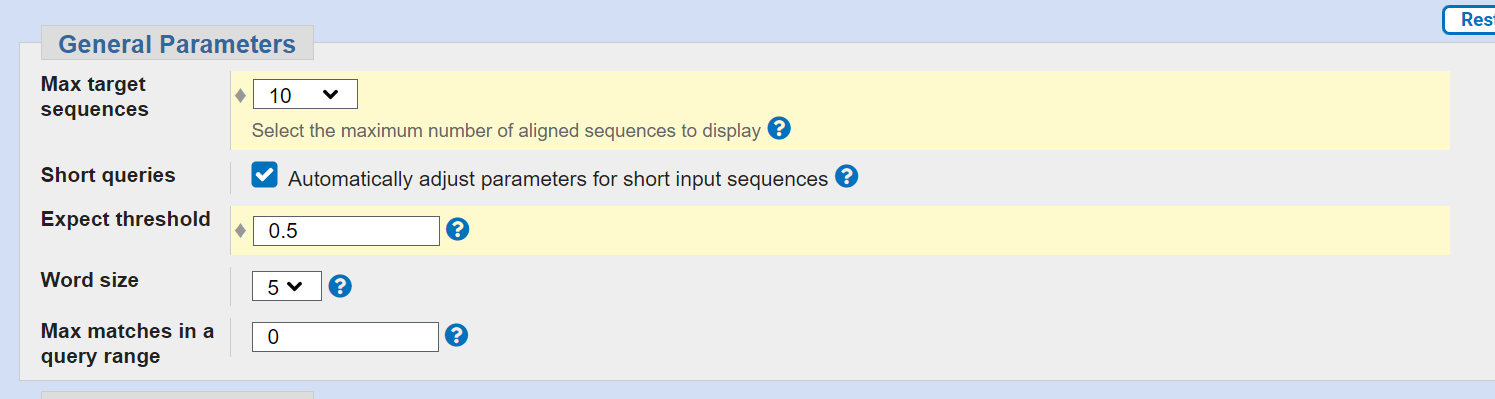 Rest
General Parameters
Max target
sequences
10
Select the maximum number of aligned sequences to display ?
Short queries
Automatically adjust parameters for short input sequences ?
Expect threshold
0.5 ?
Word size
5 ?
Max matches in a
query range
0 ?